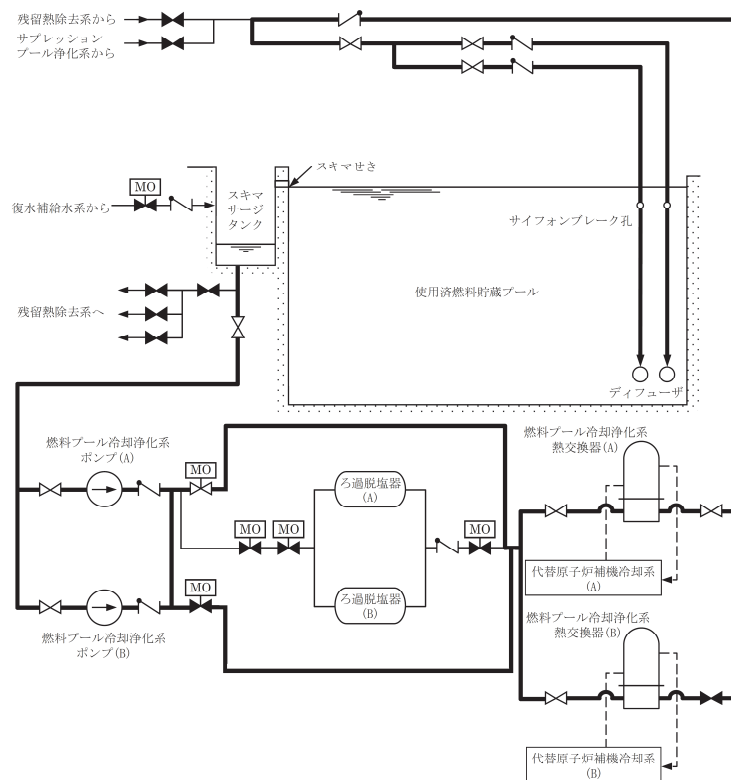 残留熱除去系から
サプレッション
プール浄化系から
スキマせき
MO
スキマ
サージ
タンク
復水補給水系から
サイフォンブレーク孔
使用済燃料貯蔵プール
残留熱除去系へ
ディフューザ
燃料プール冷却浄化系
ポンプ(A)
MO
MO
MO
ろ過脱塩器
(A)
MO
燃料プール冷却浄化系
熱交換器(A)
代替原子炉補機冷却系
(A)
MO
ろ過脱塩器
(B)
燃料プール冷却浄化系
ポンプ(B)
燃料プール冷却浄化系
熱交換器(B)
代替原子炉補機冷却系
(B)